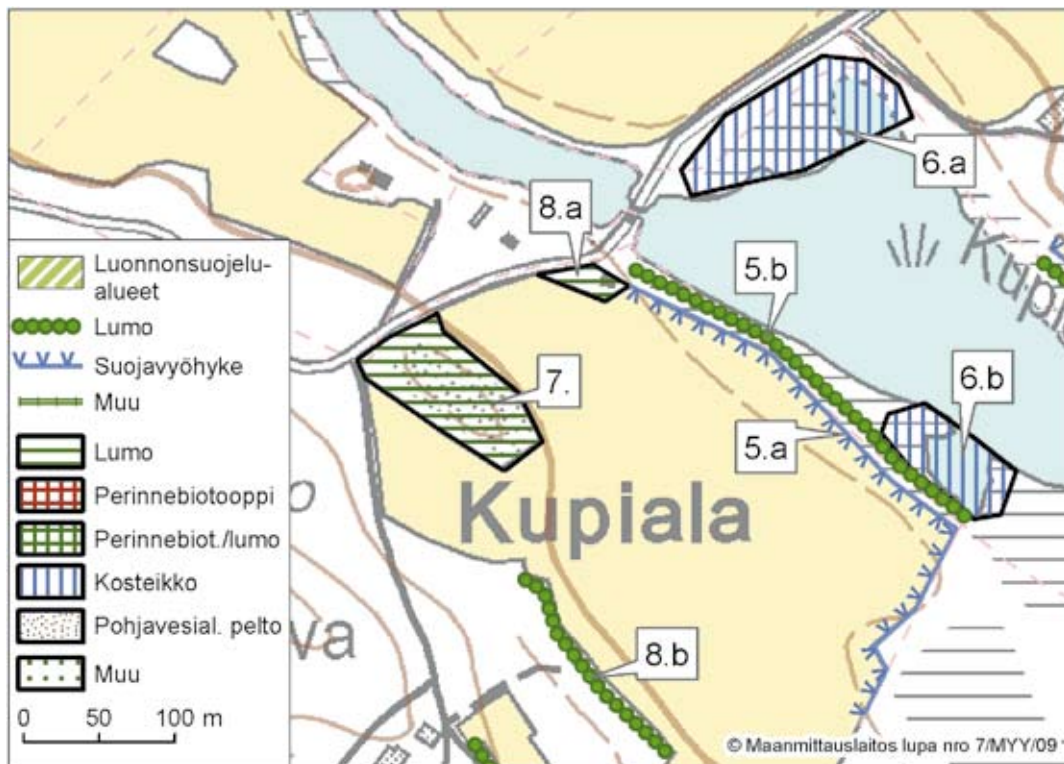 6.a
8.a
Kupi
5.b
Luonnonsuojelu-
alueet
Lumo
Suojavyöhyke
Muu
7.
6.b
5.a
Lumo
Perinnebiotooppi
Kupiala
Perinnebiot./lumo
Kosteikko
Pohjavesial. pelto
va
8.b
Muu
0 50 100 m
© Maanmittauslaitos lupa nro 7/MYY/09